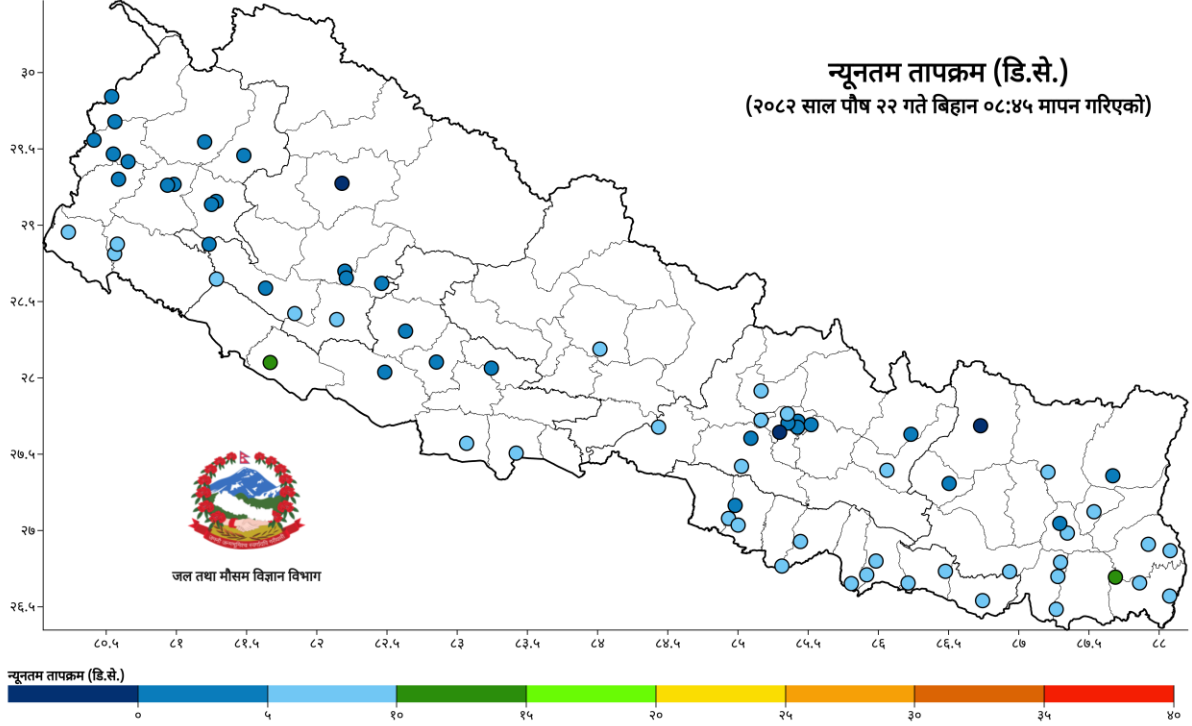 न्यूनतम तापक्रम (डि.से.)
(२०८२ साल पौष २२ गते बिहान ०८:४५ मापन गरिएको)
३०
२९.५
२९
२८.५
२८
२७.५
२७
२६.५
जल तथा मौसम विज्ञान विभाग
८०.५ ८१ ८१.५ ८२ ८२.५ ८३ ८३.५ ८४ ८४.५ ८५ ८५.५ ८६ ८६.५ ८७ ८७.५ ८८
न्यूनतम तापक्रम (डि.से.)
० ५ १० १५ २० २५ ३० ३५ ४०